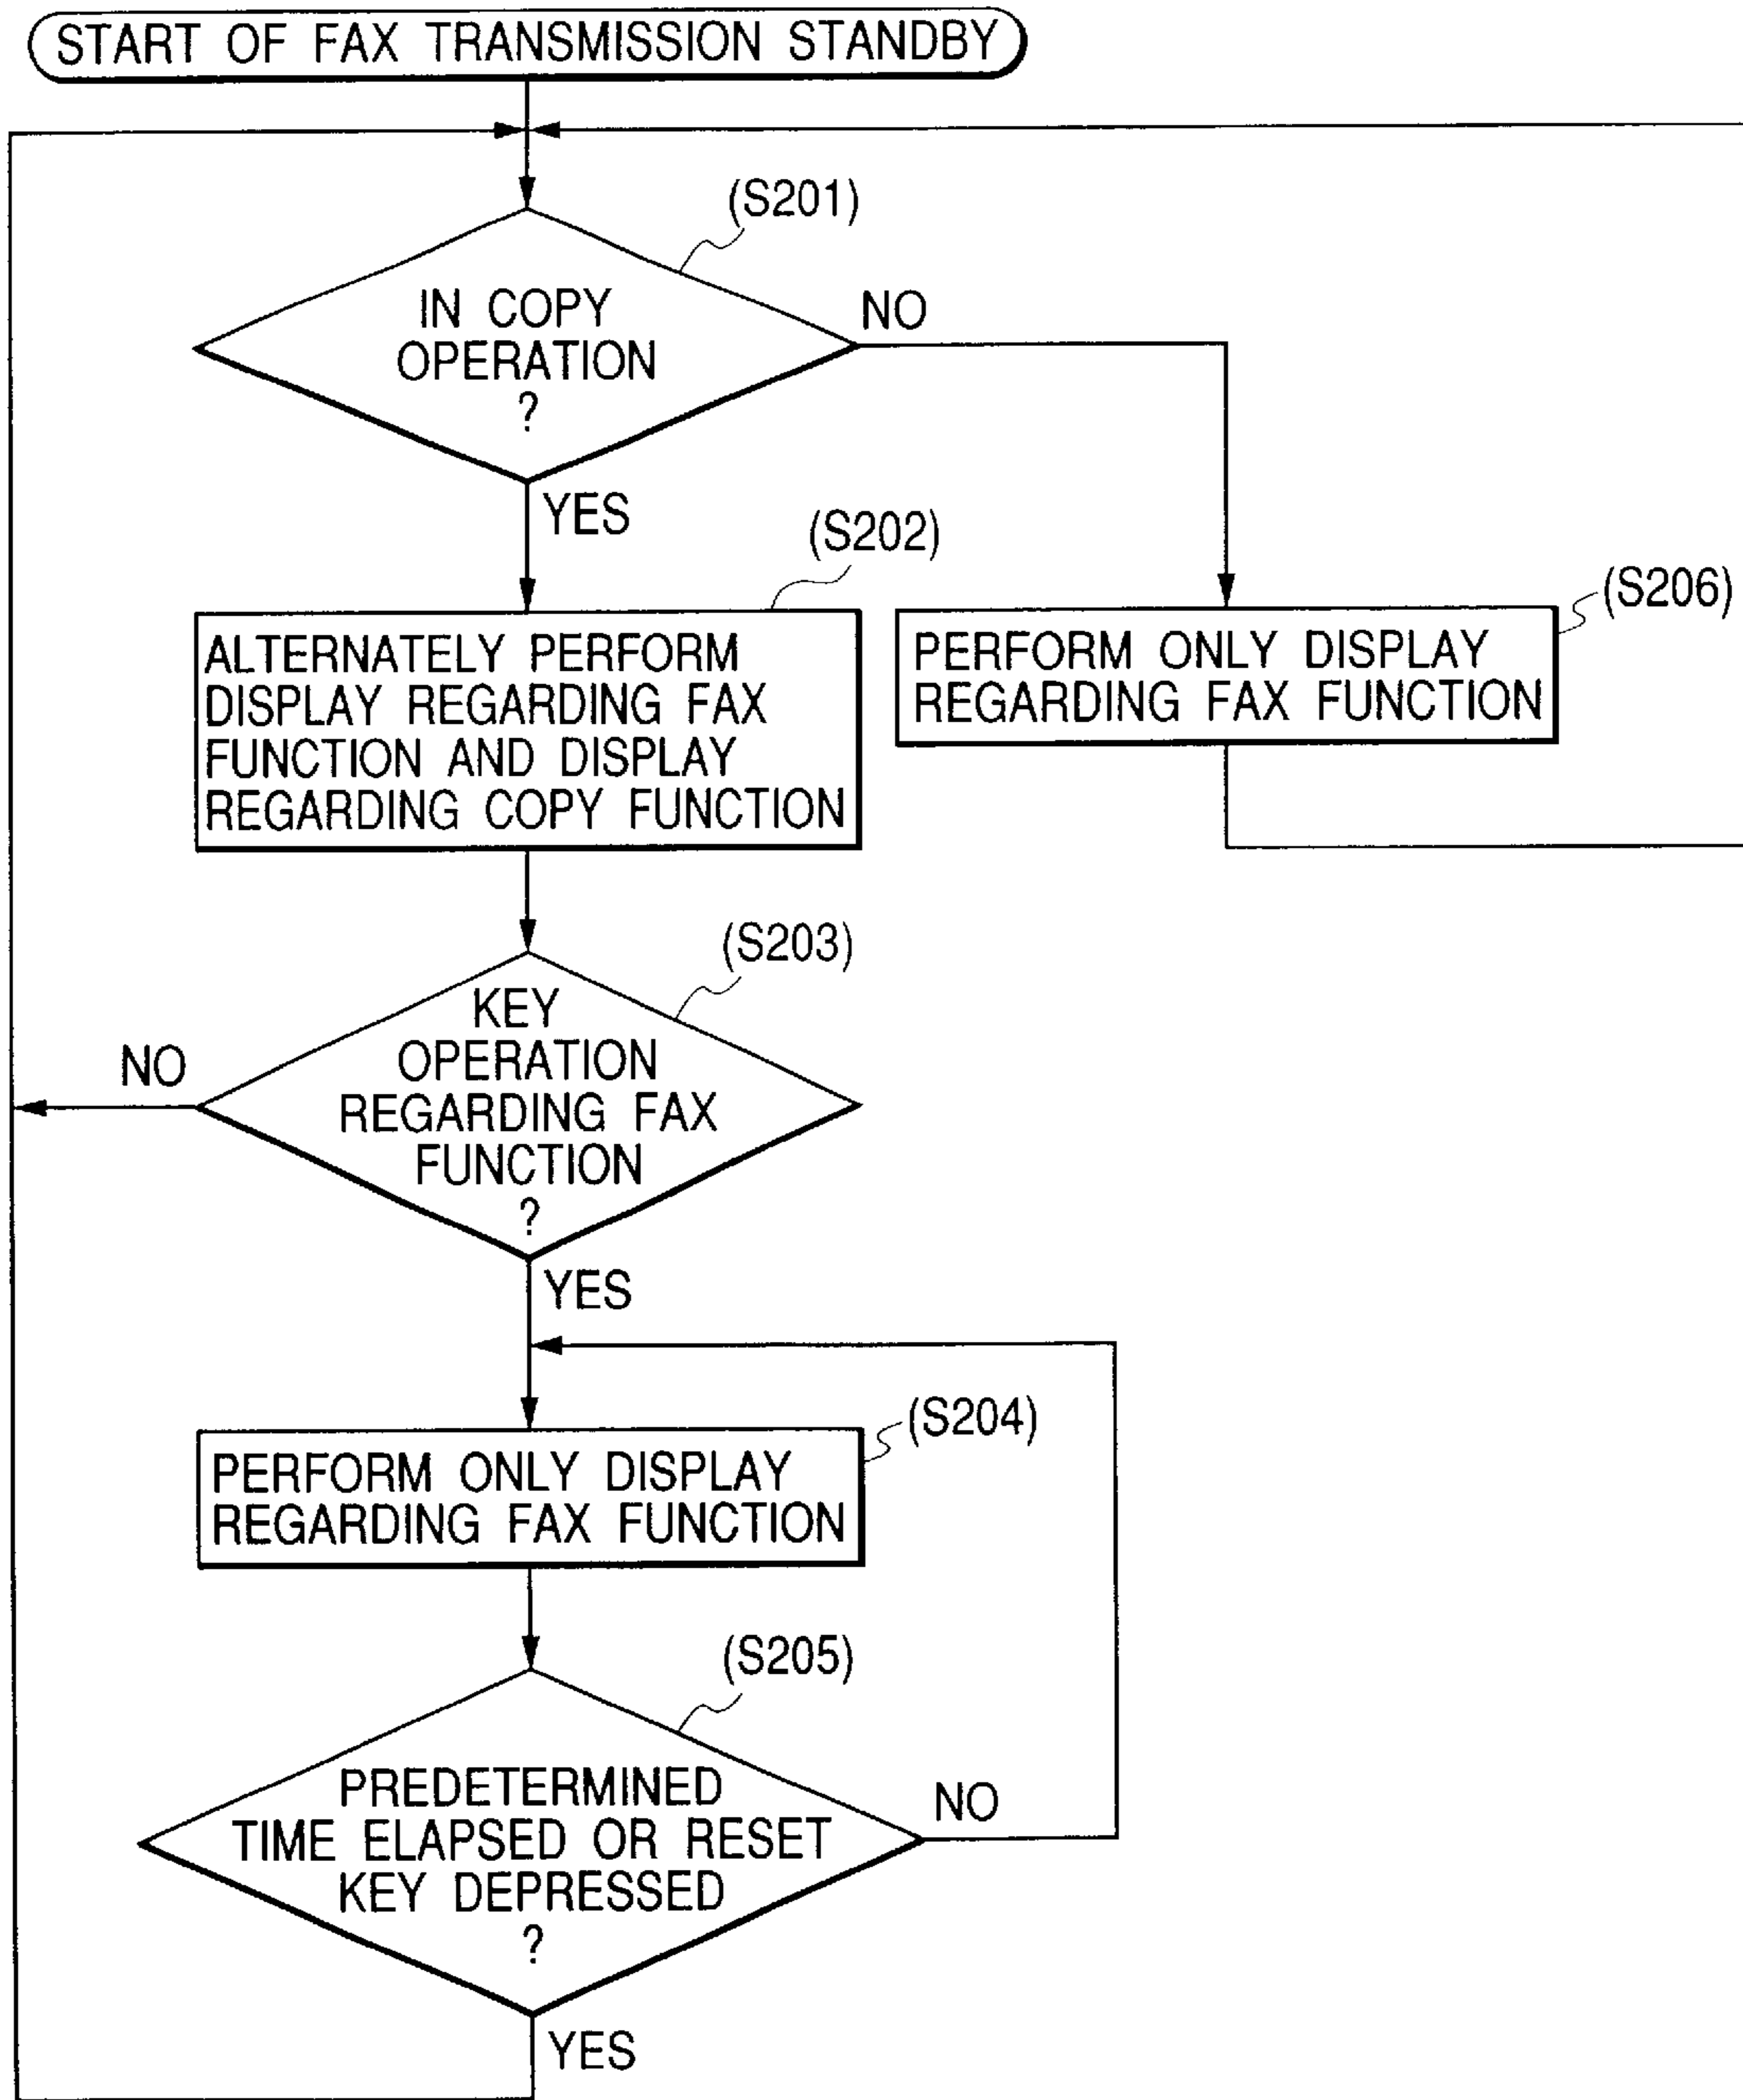 START OF FAX TRANSMISSION STANDBY
(S201)
IN COPY
OPERATION
?
NO
YES
(S202)
ALTERNATELY PERFORM
DISPLAY REGARDING FAX
FUNCTION AND DISPLAY
REGARDING COPY FUNCTION
(S206)
PERFORM ONLY DISPLAY
REGARDING FAX FUNCTION
(S203)
KEY
OPERATION
REGARDING FAX
FUNCTION
?
NO
YES
(S204)
PERFORM ONLY DISPLAY
REGARDING FAX FUNCTION
(S205)
PREDETERMINED
TIME ELAPSED OR RESET
KEY DEPRESSED
?
NO
YES